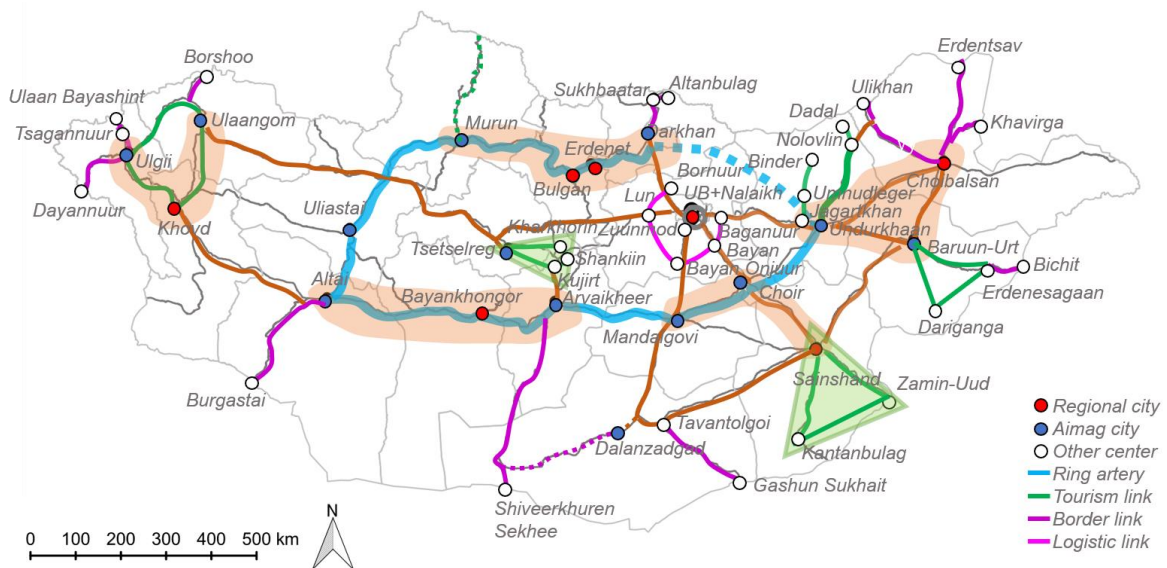 Erdentsav
Borshoo
Ulaan Bayashint
Sukhbaatar
Altanbulag
Ulikhan
Dadal
Tsagannuur
Ulaangom
Murun
Darkhan
Nolovlin
Khavirga
Ulgii
Erdenet
Bornuur
Binder
Dayannuur
Bulgan
Lun
UB+Nalaikh
Umnudleger
Cholbalsan
Khovd
Uliastai
Kharkhorin
Zuunmod
Baganuur
Jagartkhan
Undurkhaan
Tsetselreg
Shankiin
Bayan
Baruun-Urt
Bichit
Altai
Kujirt
Bayan Onjuur
Erdenesagaan
Bayankhongor
Arvaikheer
Choir
Dariganga
Mandalgovi
Burgastai
Sainshand
Zamin-Uud
Tavantolgoi
Dalanzadgad
Kantanbulag
Gashun Sukhait
Shiveerkhuren
Sekhee
Regional city
Aimag city
Other center
Ring artery
Tourism link
Border link
Logistic link
N
0 100 200 300 400 500 km